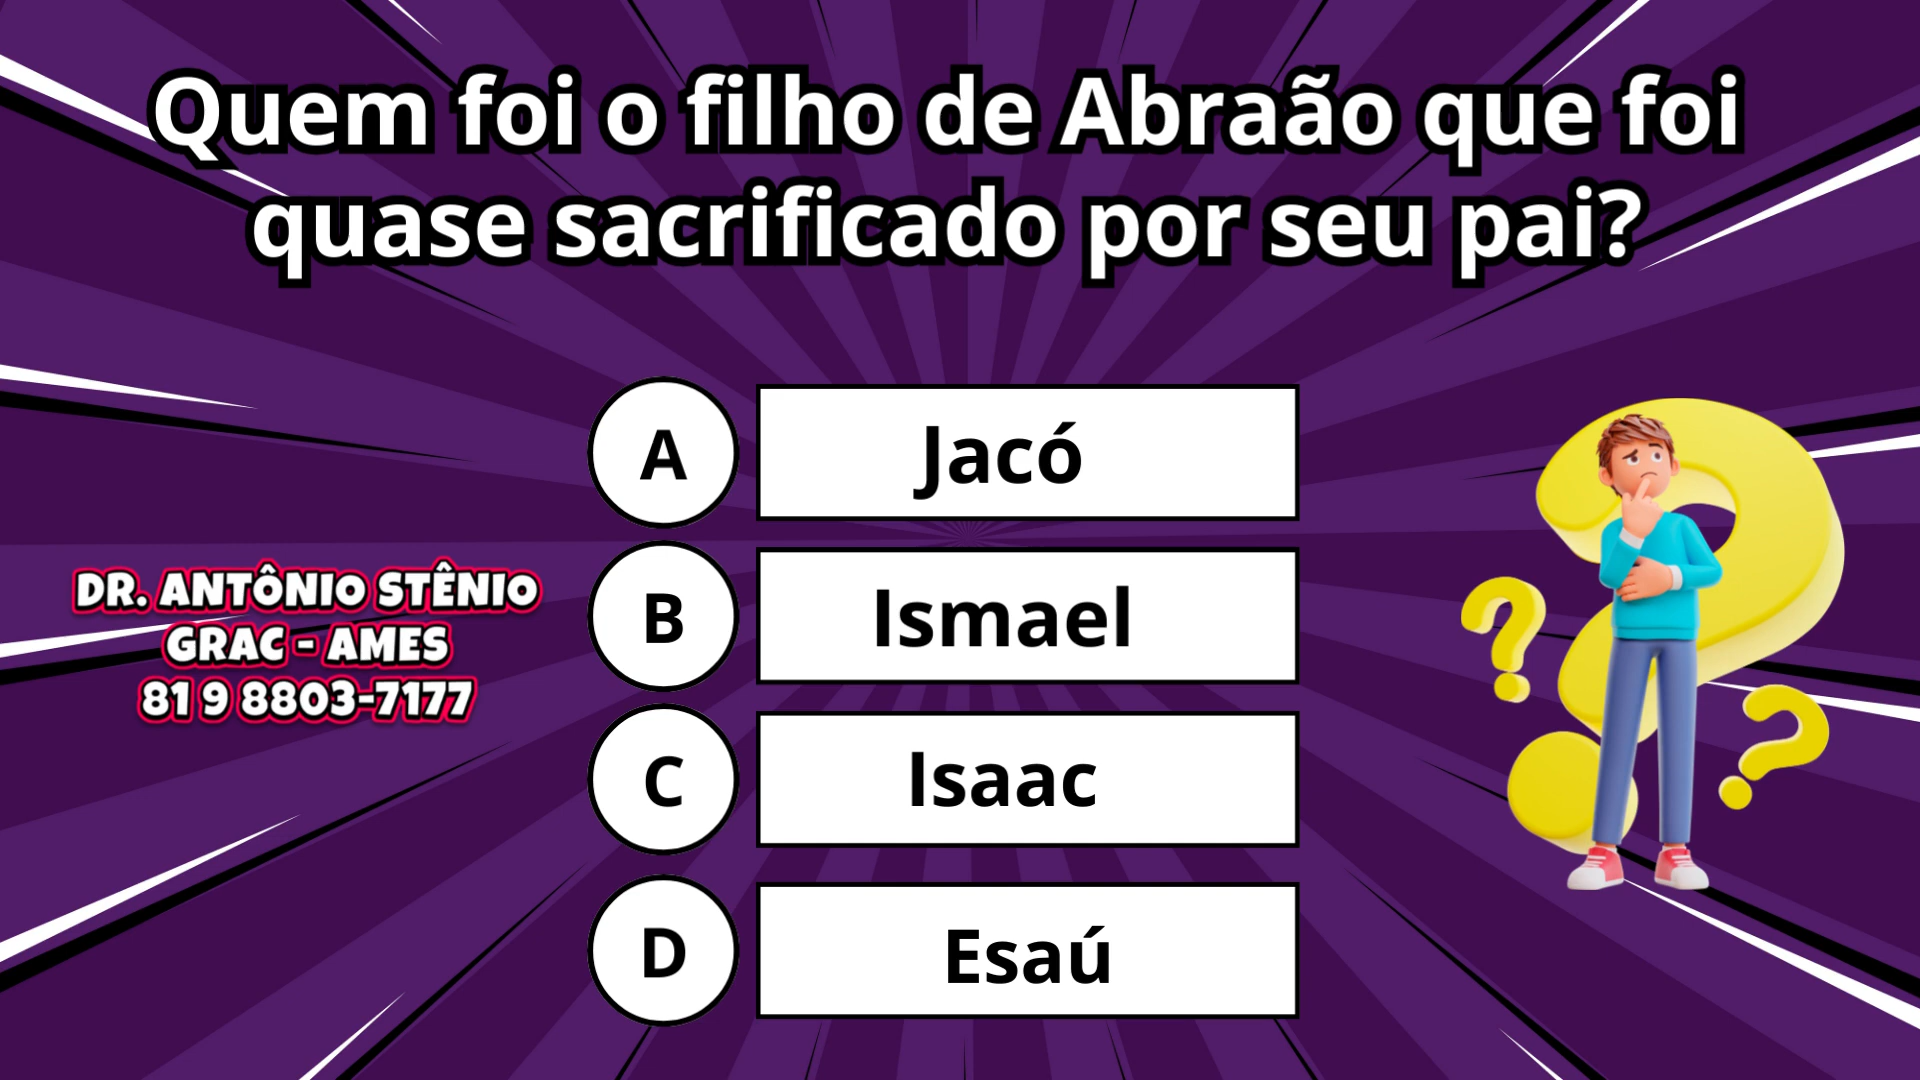 Quem foi o filho de Abraão que foi
quase sacrificado por seu pai?
A Jacó
B Ismael
DR. ANTÔNIO STÊNIO
GRAC - AMES
81 9 8803-7177
C Isaac
D Esaú